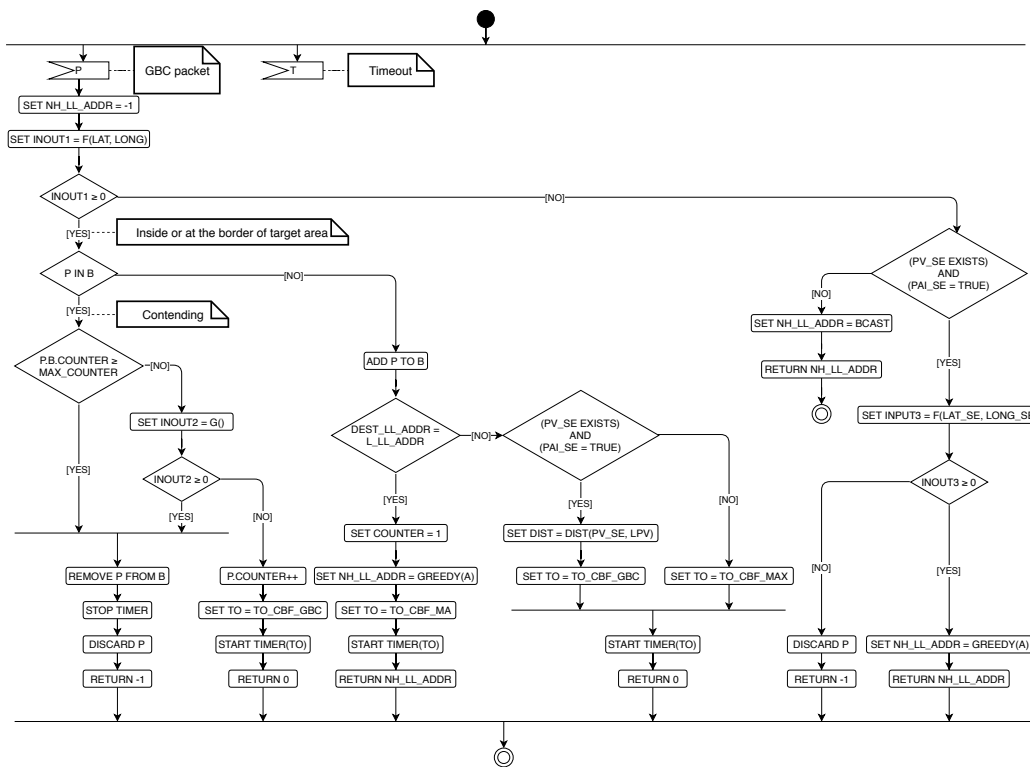 P
GBC packet
T
Timeout
SET NH_LL_ADDR = -1
SET INOUT1 = F(LAT, LONG)
INOUT1 ≥ 0
[NO]
[YES]
Inside or at the border of target area
P IN B
[NO]
(PV_SE EXISTS)
AND
(PAI_SE = TRUE)
[NO]
[YES]
Contending
SET NH_LL_ADDR = BCAST
P.B.COUNTER ≥
MAX_COUNTER
[NO]
ADD P TO B
RETURN NH_LL_ADDR
[YES]
SET INOUT2 = G()
DEST_LL_ADDR =
L_LL_ADDR
[NO]
(PV_SE EXISTS)
AND
(PAI_SE = TRUE)
SET INPUT3 = F(LAT_SE, LONG_SE
[YES]
INOUT2 ≥ 0
[YES]
[NO]
[YES]
[YES]
[NO]
INOUT3 ≥ 0
SET COUNTER = 1
SET DIST = DIST(PV_SE, LPV)
[NO]
[YES]
REMOVE P FROM B
P.COUNTER++
SET NH_LL_ADDR = GREEDY(A)
SET TO = TO_CBF_GBC
SET TO = TO_CBF_MAX
STOP TIMER
SET TO = TO_CBF_GBC
SET TO = TO_CBF_MA
DISCARD P
START TIMER(TO)
START TIMER(TO)
START TIMER(TO)
DISCARD P
SET NH_LL_ADDR = GREEDY(A)
RETURN -1
RETURN 0
RETURN NH_LL_ADDR
RETURN 0
RETURN -1
RETURN NH_LL_ADDR